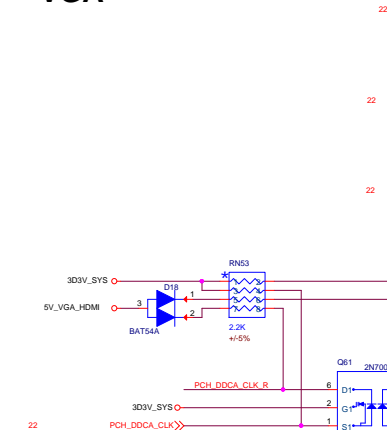 22
22
22
RN53
3D3V_SYS
D18
1
3
5V_VGA_HDMI
2
BAT54A
2.2K
+/-5%
Q61
2N700
PCH_DDCA_CLK_R
6
D1
3D3V_SYS
2
G1
22
PCH_DDCA_CLK
1
S1